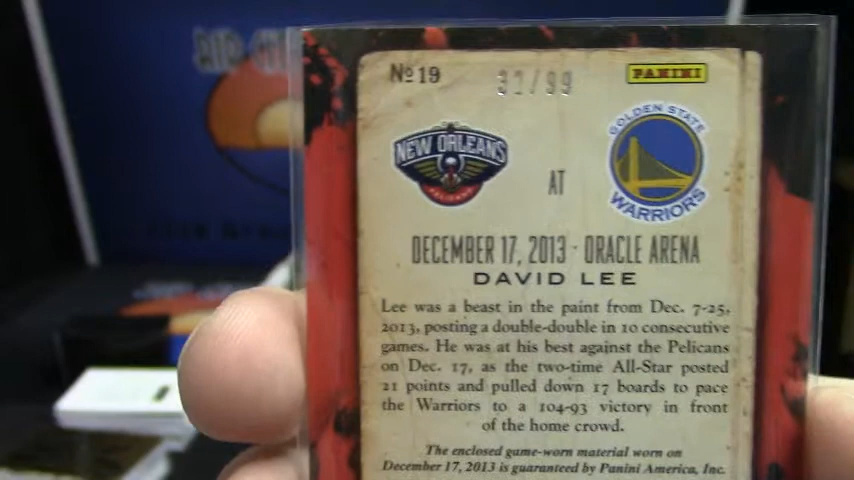 No 19
PANINI
NEW ORLEANS
PELICANS
AT
GOLDEN STATE
WARRIORS
DECEMBER 17, 2013 · ORACLE ARENA
DAVID LEE
Lee was a beast in the paint from Dec. 7-25,
2013, posting a double-double in 10 consecutive
games. He was at his best against the Pelicans
on Dec. 17, as the two-time All-Star posted
21 points and pulled down 17 boards to pace
the Warriors to a 104-93 victory in front
of the home crowd.
The enclosed game-worn material worn on
December 17, 2013 is guaranteed by Panini America, Inc.